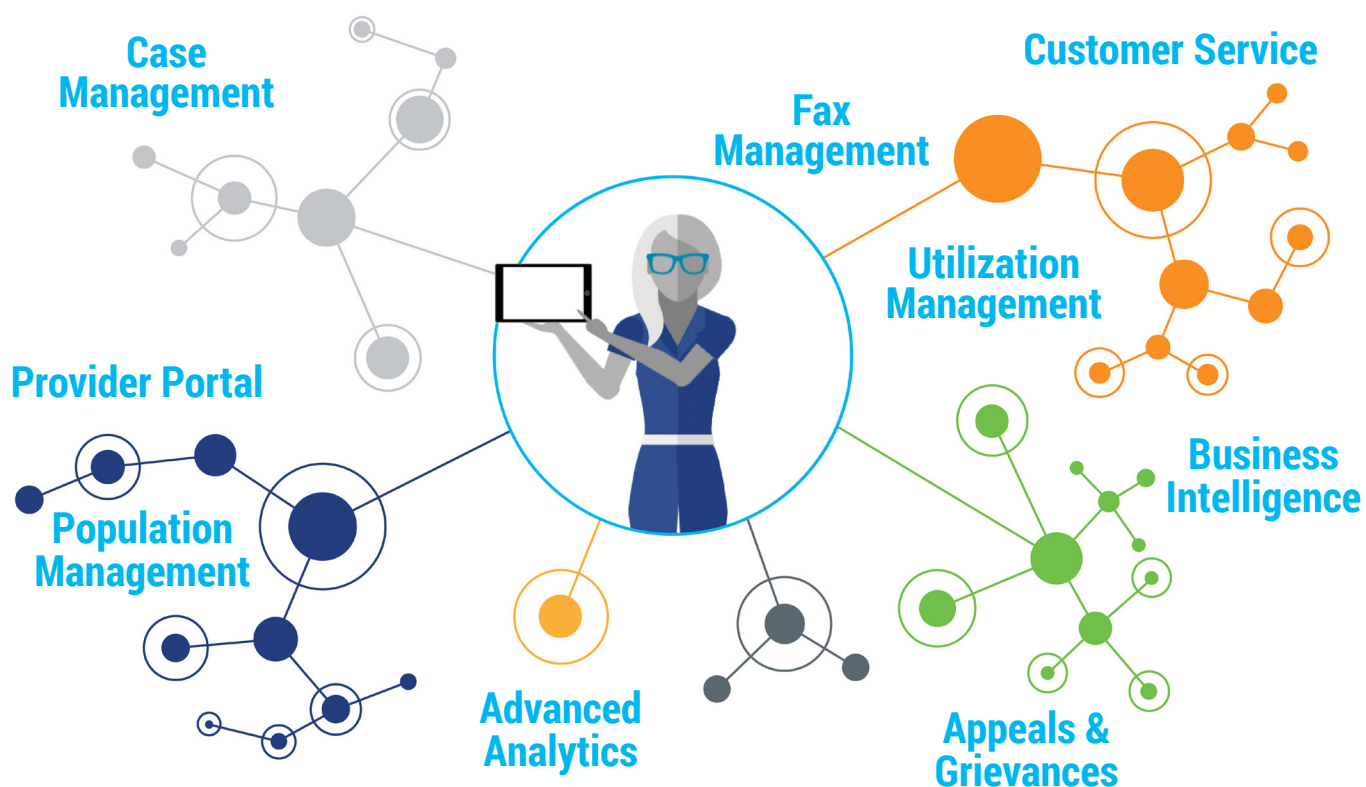 Case
Management
Customer Service
Fax
Management
Utilization
Management
Provider Portal
Population
Management
Business
Intelligence
Advanced
Analytics
Appeals &
Grievances